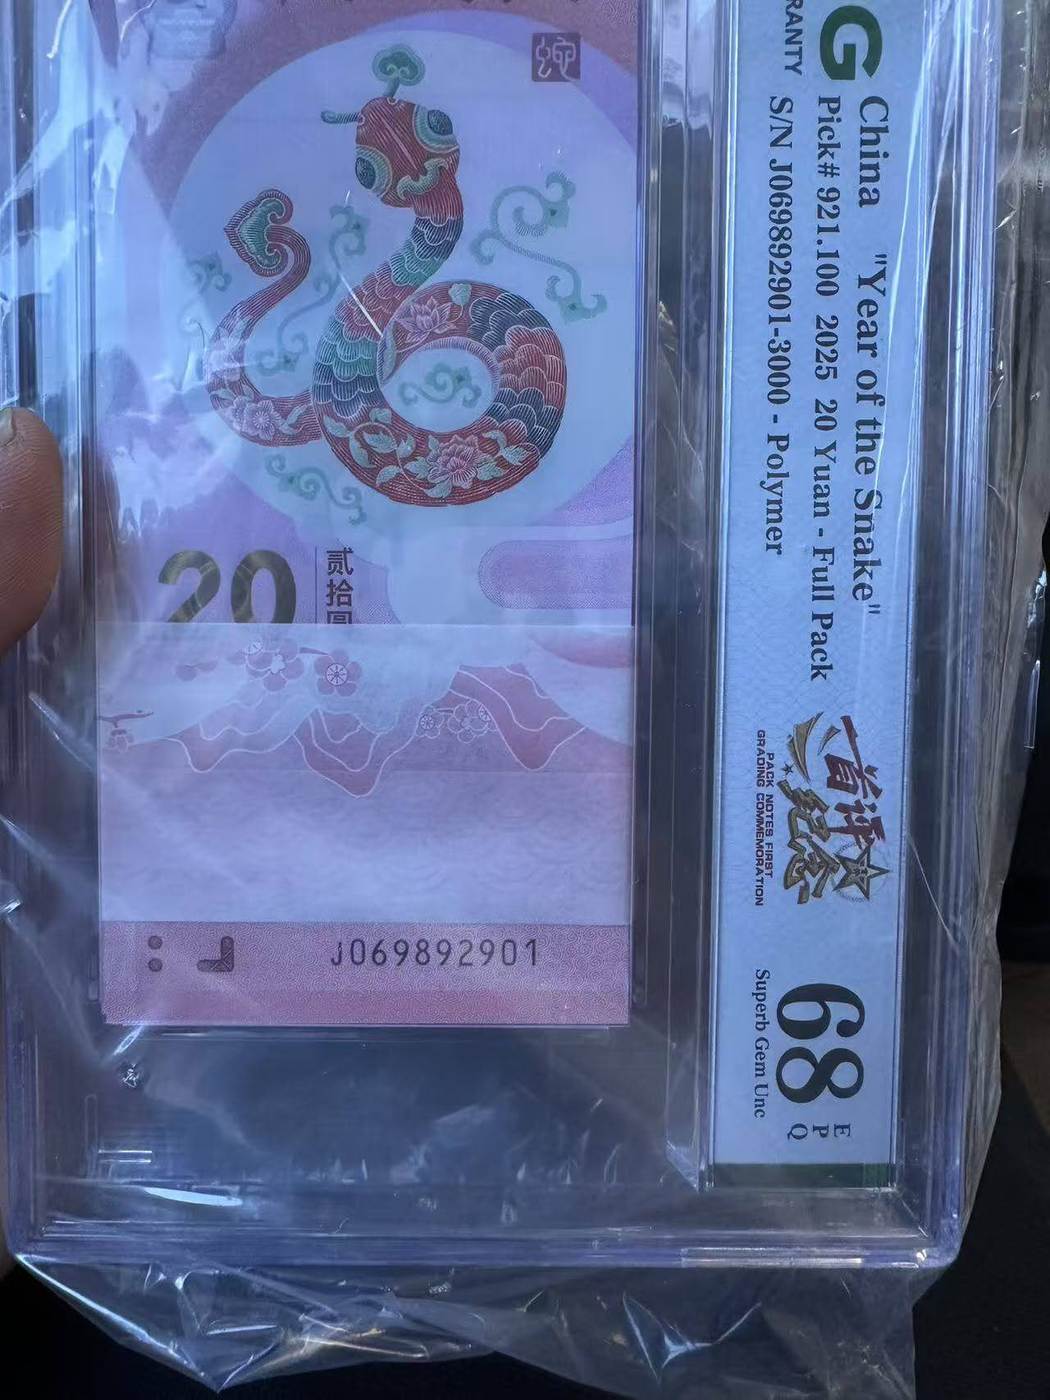 G
RANTY
China "Year of the Snake"
Pick# 921.100 2025 20 Yuan - Full Pack
S/N J069892901-3000 - Polymer
首评
纪念
PACK NOTES FIRST
GRADING COMMEMORATION
68
EPQ
Superb Gem Unc
20
贰拾圆
J069892901